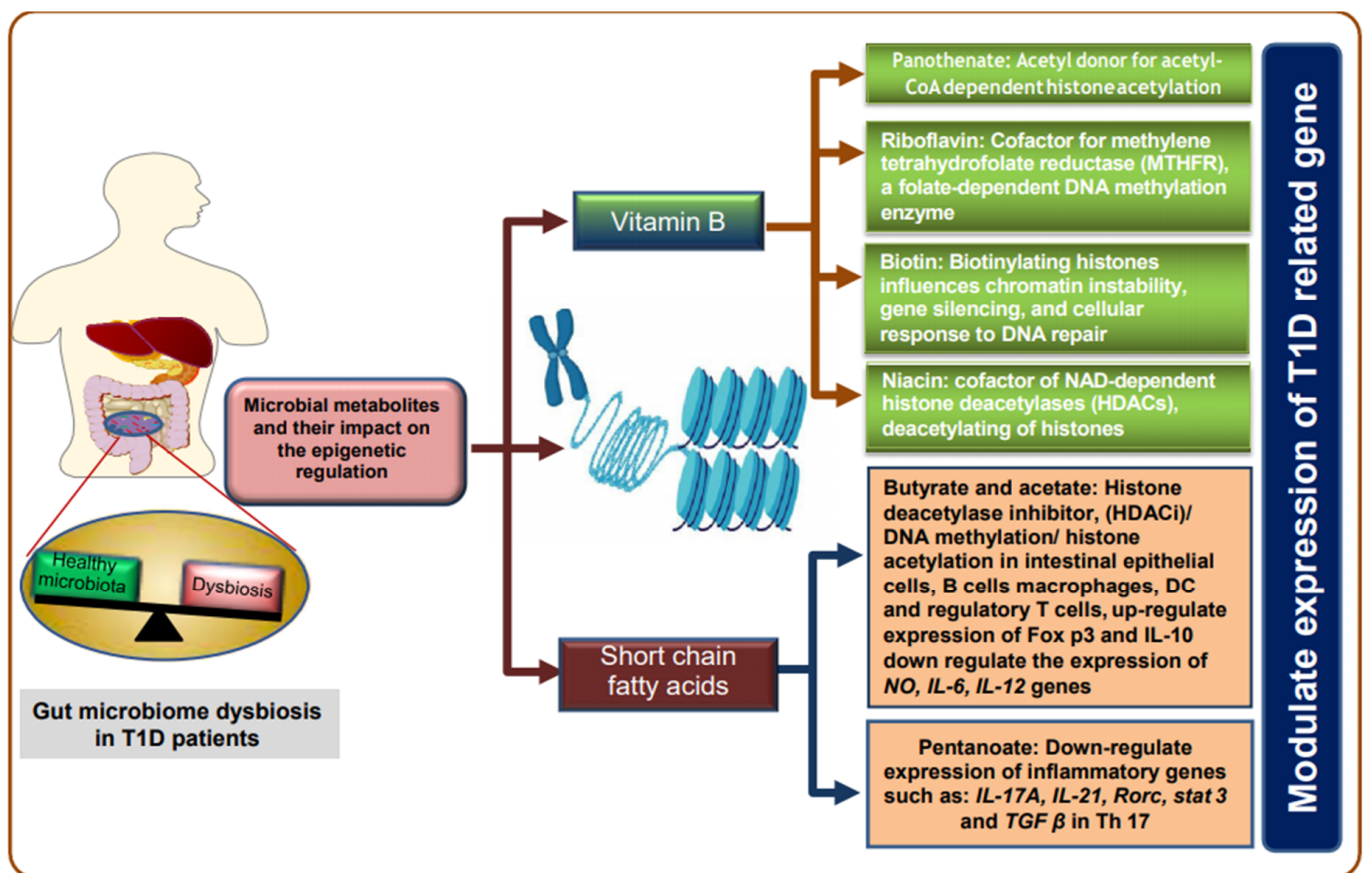 Healthy
microbiota
Dysbiosis
Gut microbiome dysbiosis
in T1D patients
Microbial metabolites
and their impact on
the epigenetic
regulation
Vitamin B
Short chain
fatty acids
Panothenate: Acetyl donor for acetyl-
CoA dependent histone acetylation
Riboflavin: Cofactor for methylene
tetrahydrofolate reductase (MTHFR),
a folate-dependent DNA methylation
enzyme
Biotin: Biotinylating histones
influences chromatin instability,
gene silencing, and cellular
response to DNA repair
Niacin: cofactor of NAD-dependent
histone deacetylases (HDACs),
deacetylating of histones
Butyrate and acetate: Histone
deacetylase inhibitor, (HDACi)/
DNA methylation/ histone
acetylation in intestinal epithelial
cells, B cells macrophages, DC
and regulatory T cells, up-regulate
expression of Fox p3 and IL-10
down regulate the expression of
NO, IL-6, IL-12 genes
Pentanoate: Down-regulate
expression of inflammatory genes
such as: IL-17A, IL-21, Rorc, stat 3
and TGF β in Th 17
Modulate expression of T1D related gene